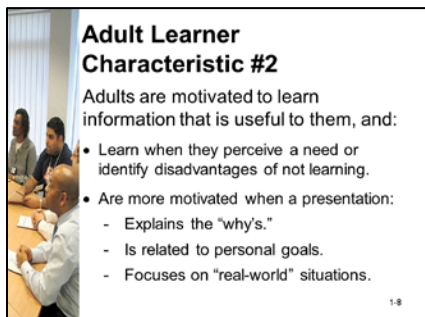 Adult Learner
Characteristic #2
Adults are motivated to learn
information that is useful to them, and:
• Learn when they perceive a need or
identify disadvantages of not learning.
• Are more motivated when a presentation:
- Explains the “why’s.”
- Is related to personal goals.
- Focuses on “real-world” situations.
1-8